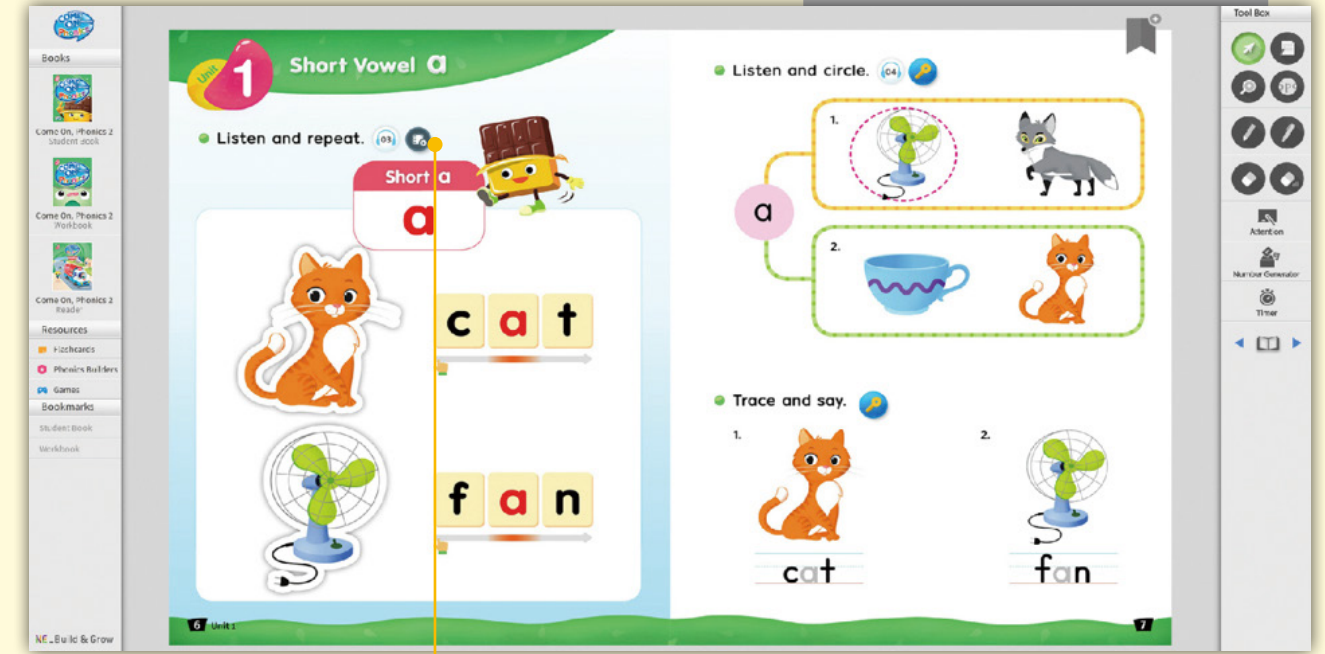 COME ON Phonics
Books
Come On, Phonics 2
Student Book
Come On, Phonics 2
Workbook
Come On, Phonics 2
Reader
Resources
Flashcards
Phonics Builders
Games
Bookmarks
Student Book
Workbook
NE_Build & Grow
Unit 1
Short Vowel a
Listen and repeat. 03
Short a
a
c a t
f a n
6 Unit 1
Listen and circle. 04
1.
a
2.
Trace and say.
1.
2.
cat
fan
7
Tool Box
Attention
Number Generator
Timer